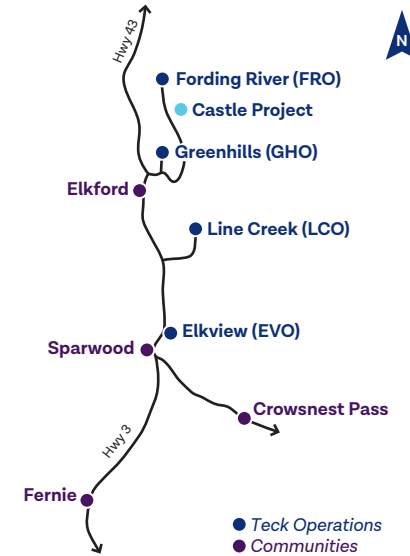 Hwy 43
N
Fording River (FRO)
Castle Project
Greenhills (GHO)
Elkford
Line Creek (LCO)
Elkview (EVO)
Sparwood
Crowsnest Pass
Hwy 3
Fernie
Teck Operations
Communities